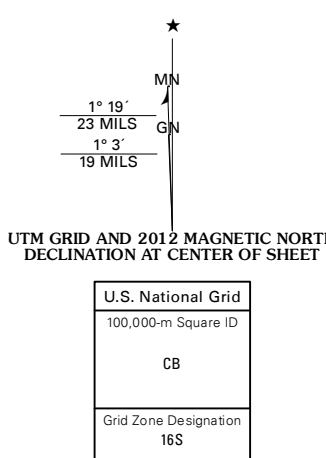 ★
MN
1° 19´
23 MILS
GN
1° 3´
19 MILS
UTM GRID AND 2012 MAGNETIC NORT
DECLINATION AT CENTER OF SHEET
U.S. National Grid
100,000-m Square ID
CB
Grid Zone Designation
16S